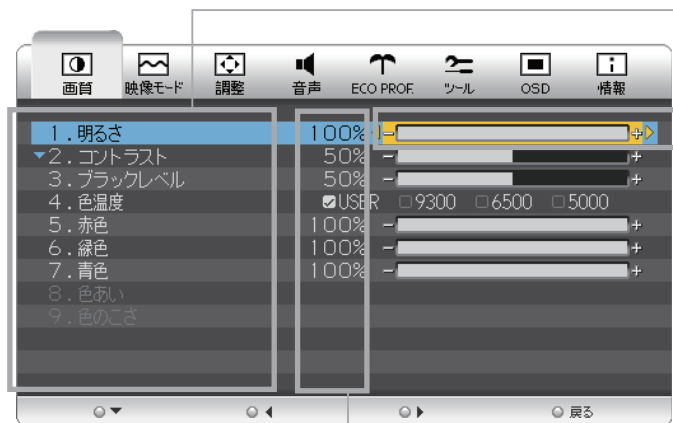 画質 映像モード 調整 音声 ECO PROF. ツール OSD 情報
1.明るさ 100%
2.コントラスト 50% - +
3.ブラックレベル 50% - +
4.色温度 USER 9300 6500 5000
5.赤色 100% - +
6.緑色 100% - +
7.青色 100% - +
8.色あい
9.色のこさ
戻る